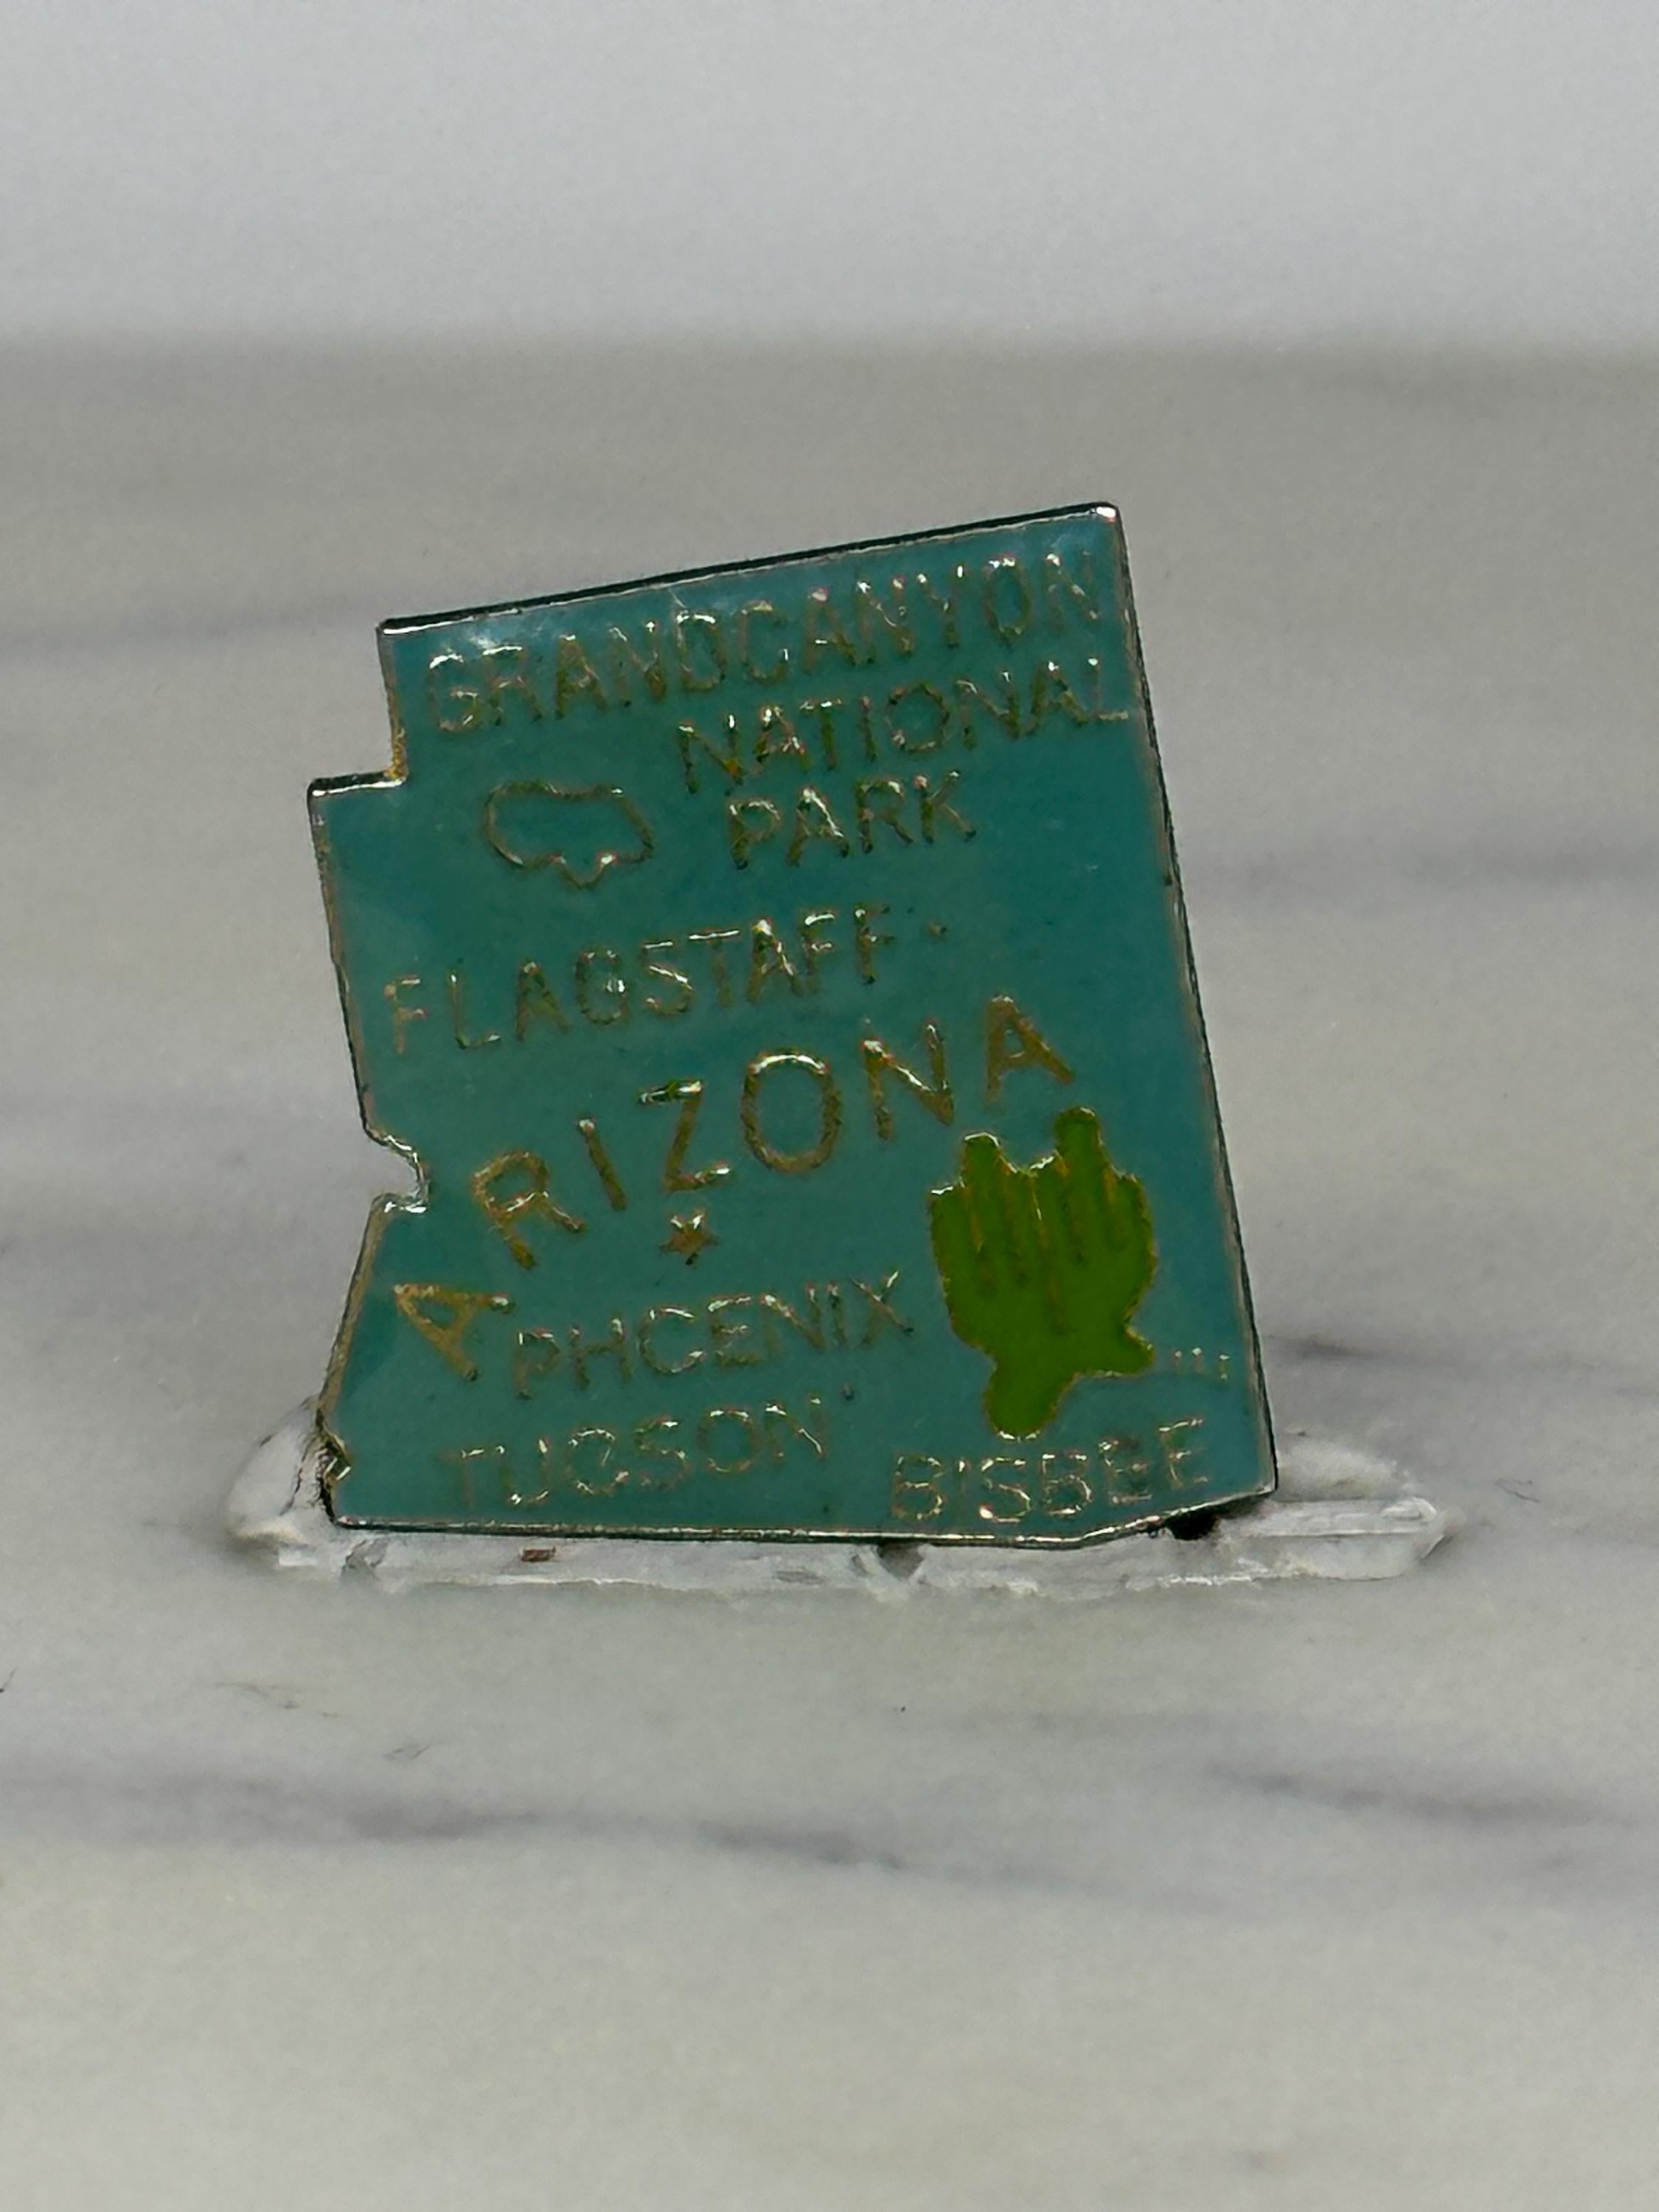 GRANDCANYON
NATIONAL
PARK
FLAGSTAFF
ARIZONA
PHOENIX
TUCSON
BISBEE